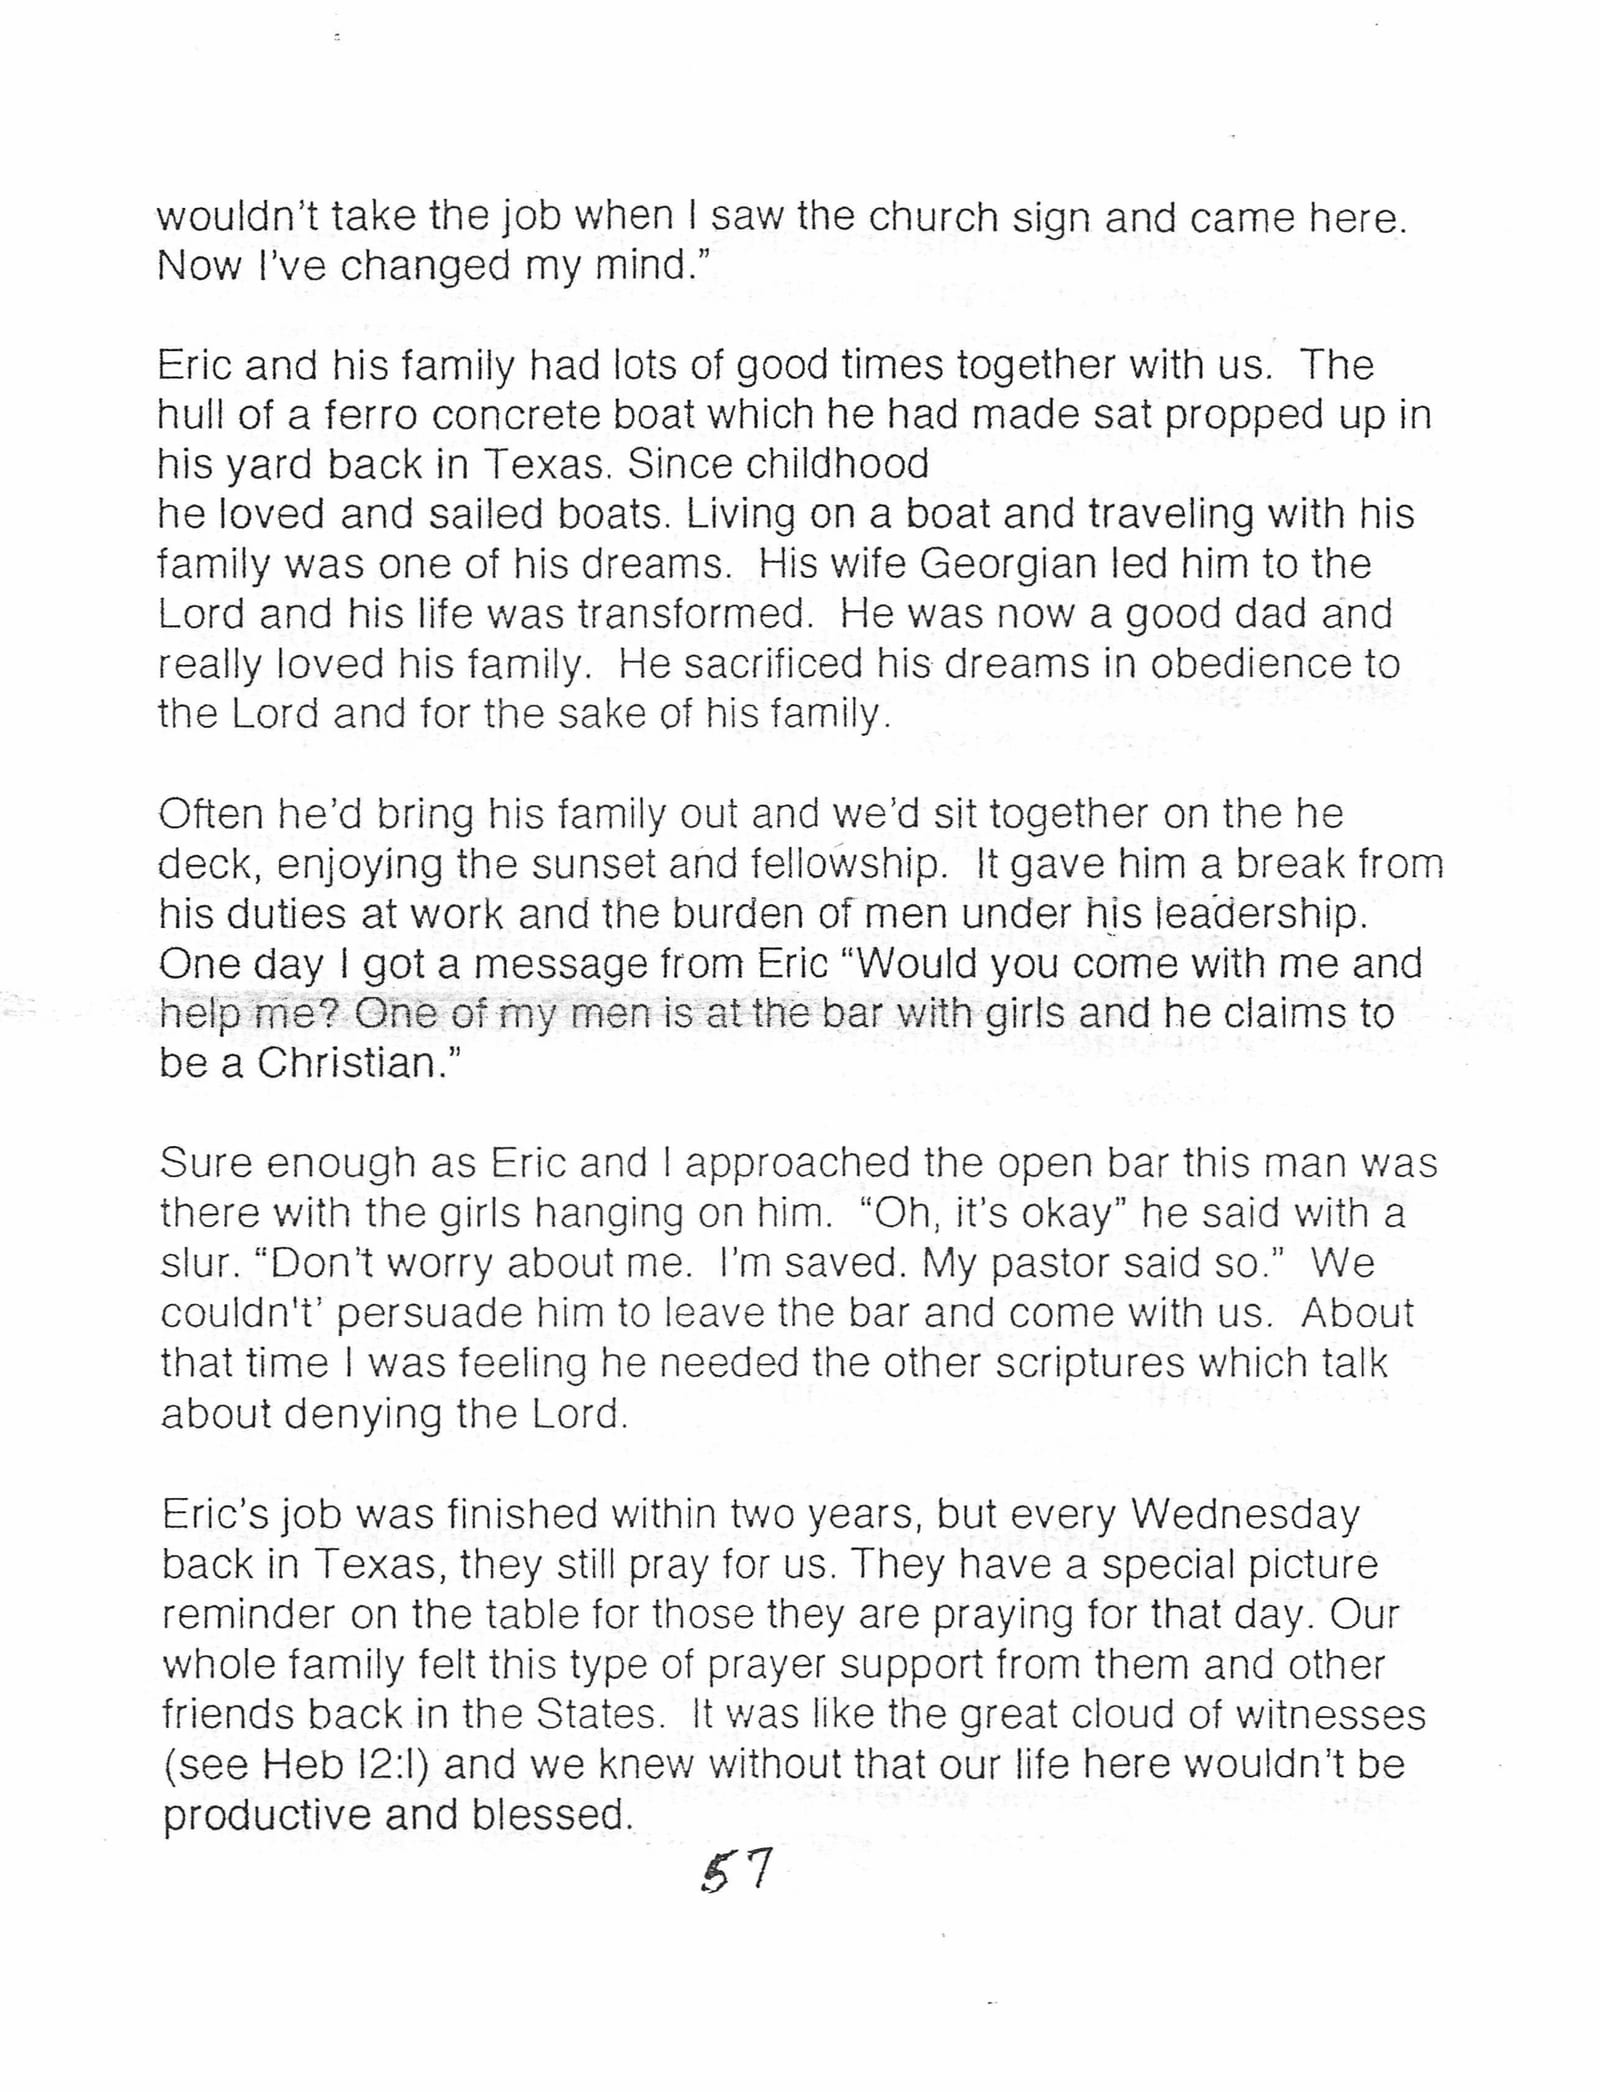 wouldn't take the job when I saw the church sign and came here.
Now I've changed my mind.”
Eric and his family had lots of good times together with us.  The
hull of a ferro concrete boat which he had made sat propped up in
his yard back in Texas. Since childhood
he loved and sailed boats. Living on a boat and traveling with his
family was one of his dreams.  His wife Georgian led him to the
Lord and his life was transformed.  He was now a good dad and
really loved his family.  He sacrificed his dreams in obedience to
the Lord and for the sake of his family.
Often he'd bring his family out and we'd sit together on the he
deck, enjoying the sunset and fellowship.  It gave him a break from
his duties at work and the burden of men under his leadership.
One day I got a message from Eric “Would you come with me and
help me? One of my men is at the bar with girls and he claims to
be a Christian.”
Sure enough as Eric and I approached the open bar this man was
there with the girls hanging on him.  “Oh, it's okay” he said with a
slur. “Don't worry about me.  I'm saved. My pastor said so.”  We
couldn't' persuade him to leave the bar and come with us.  About
that time I was feeling he needed the other scriptures which talk
about denying the Lord.
Eric's job was finished within two years, but every Wednesday
back in Texas, they still pray for us. They have a special picture
reminder on the table for those they are praying for that day. Our
whole family felt this type of prayer support from them and other
friends back in the States.  It was like the great cloud of witnesses
(see Heb I2:I) and we knew without that our life here wouldn't be
productive and blessed.
57